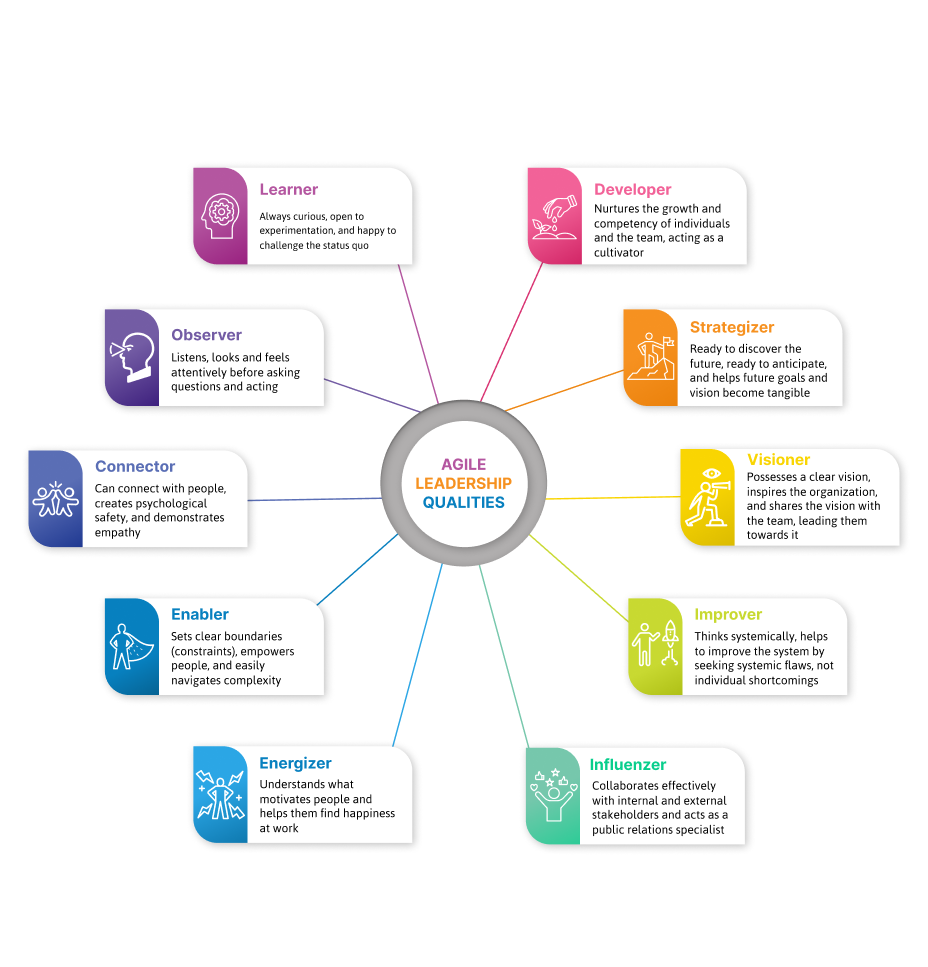 Learner
Always curious, open to
experimentation, and happy to
challenge the status quo
Developer
Nurtures the growth and
competency of individuals
and the team, acting as a
cultivator
Observer
Listens, looks and feels
attentively before asking
questions and acting
Strategizer
Ready to discover the
future, ready to anticipate,
and helps future goals and
vision become tangible
Connector
Can connect with people,
creates psychological
safety, and demonstrates
empathy
AGILE
LEADERSHIP
QUALITIES
Visioner
Possesses a clear vision,
inspires the organization,
and shares the vision with
the team, leading them
towards it
Enabler
Sets clear boundaries
(constraints), empowers
people, and easily
navigates complexity
Improver
Thinks systemically, helps
to improve the system by
seeking systemic flaws, not
individual shortcomings
Energizer
Understands what
motivates people and
helps them find happiness
at work
Influenzer
Collaborates effectively
with internal and external
stakeholders and acts as a
public relations specialist